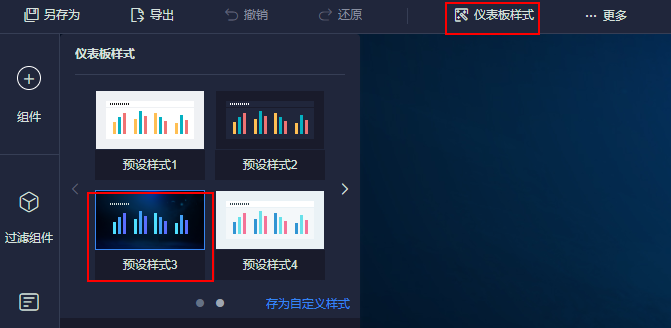 另存为 导出 撤销 还原 仪表板样式 ··· 更多
仪表板样式
组件
预设样式1 预设样式2
过滤组件
预设样式3 预设样式4
存为自定义样式